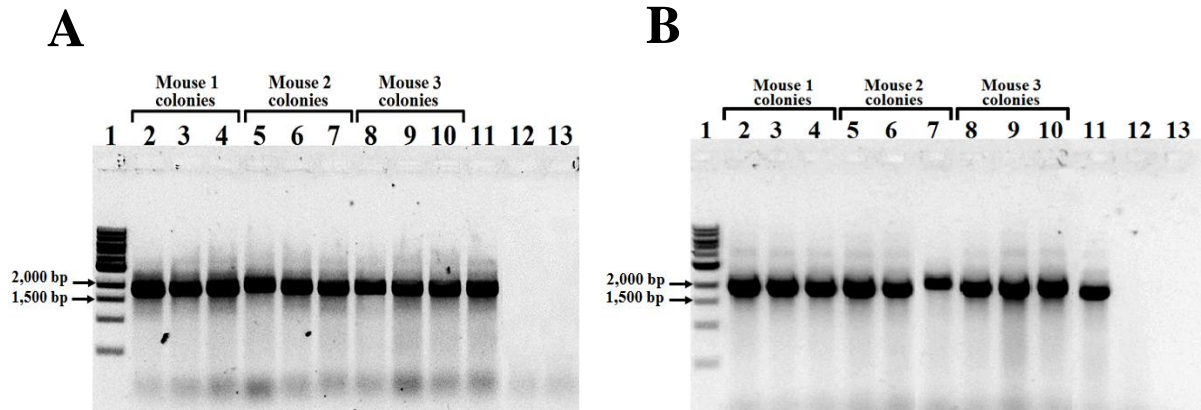 A
Mouse 1 colonies
Mouse 2 colonies
Mouse 3 colonies
1 2 3 4 5 6 7 8 9 10 11 12 13
2,000 bp
1,500 bp
B
Mouse 1 colonies
Mouse 2 colonies
Mouse 3 colonies
1 2 3 4 5 6 7 8 9 10 11 12 13
2,000 bp
1,500 bp